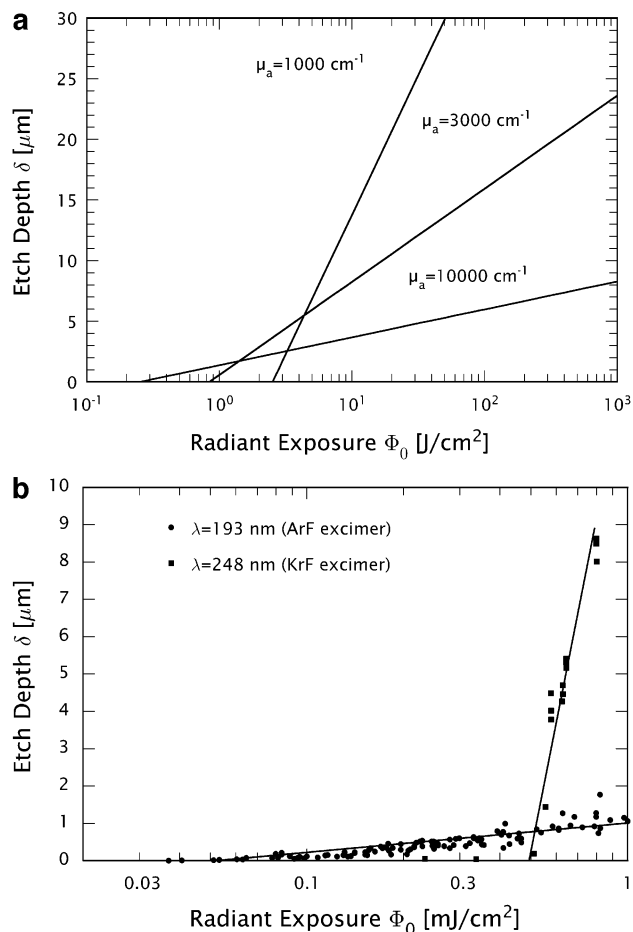 a
30
25
20
15
10
5
0
Etch Depth δ [μm]
μa=1000 cm-1
μa=3000 cm-1
μa=10000 cm-1
10-1
100
101
102
103
Radiant Exposure Φ0 [J/cm2]
b
10
9
8
7
6
5
4
3
2
1
0
Etch Depth δ [μm]
λ=193 nm (ArF excimer)
λ=248 nm (KrF excimer)
0.03
0.1
0.3
1
Radiant Exposure Φ0 [mJ/cm2]